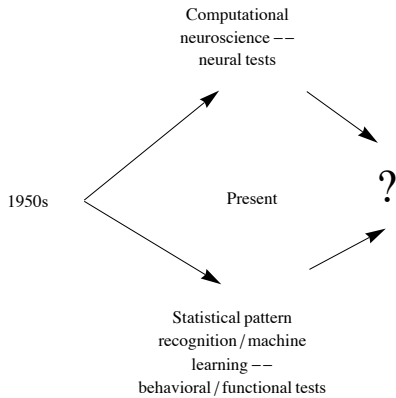 Computational
neuroscience --
neural tests
1950s
Present
?
Statistical pattern
recognition / machine
learning --
behavioral / functional tests